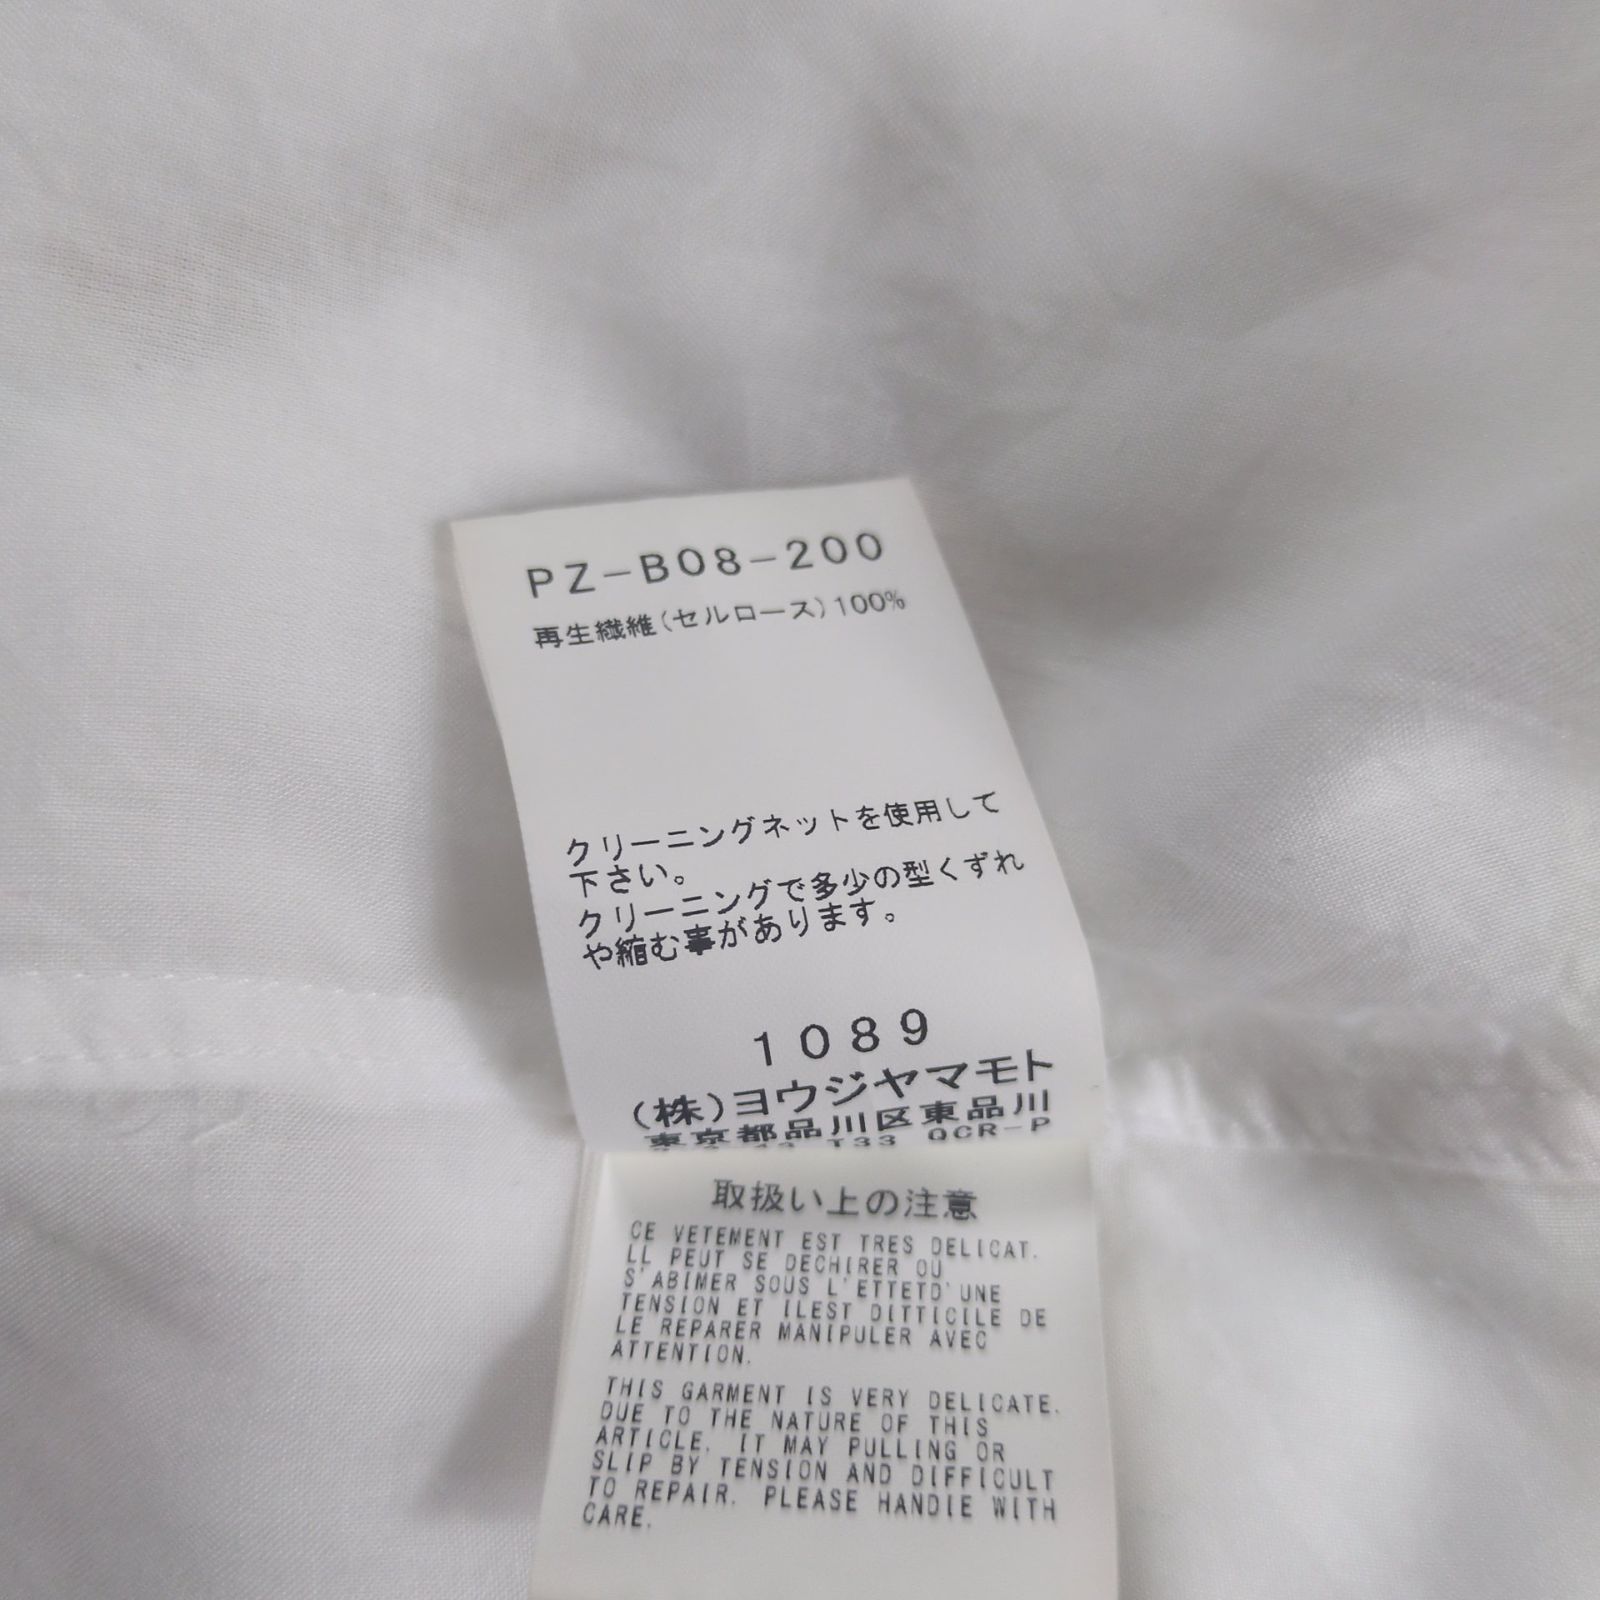 PZ-B08-200
再生繊維(セルロース)100%
クリーニングネットを使用して
下さい。
クリーニングで多少の型くずれ
や縮む事があります。
1089
(株)ヨウジヤマモト
東京都品川区東品川
T33 QCR-P
取扱い上の注意
CE VETEMENT EST TRES DELICAT.
LL PEUT SE DECHIRER OU
S'ABIMER SOUS L'ETTETD'UNE
TENSION ET ILEST DITTICILE DE
LE REPARER MANIPULER AVEC
ATTENTION.
THIS GARMENT IS VERY DELICATE.
DUE TO THE NATURE OF THIS
ARTICLE. IT MAY PULLING OR
SLIP BY TENSION AND DIFFICULT
TO REPAIR. PLEASE HANDIE WITH
CARE.